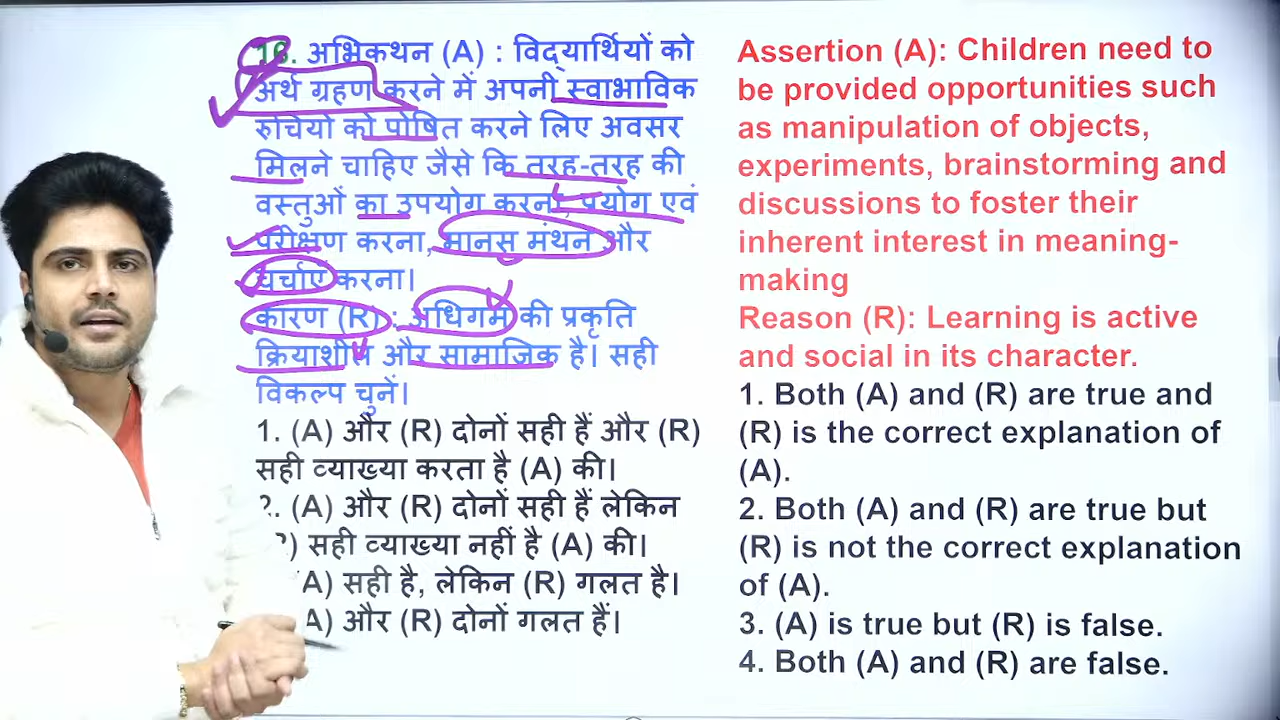 16. अभिकथन (A) : विद्यार्थियों को
अर्थ ग्रहण करने में अपनी स्वाभाविक
रुचियों को पोषित करने लिए अवसर
मिलने चाहिए जैसे कि तरह-तरह की
वस्तुओं का उपयोग करना, प्रयोग एवं
परीक्षण करना, मानस मंथन और
चर्चाएं करना।
कारण (R) : अधिगम की प्रकृति
क्रियाशील और सामाजिक है। सही
विकल्प चुनें।
1. (A) और (R) दोनों सही हैं और (R)
सही व्याख्या करता है (A) की।
2. (A) और (R) दोनों सही हैं लेकिन
सही व्याख्या नहीं है (A) की।
A) सही है, लेकिन (R) गलत है।
A) और (R) दोनों गलत हैं।
Assertion (A): Children need to
be provided opportunities such
as manipulation of objects,
experiments, brainstorming and
discussions to foster their
inherent interest in meaning-
making
Reason (R): Learning is active
and social in its character.
1. Both (A) and (R) are true and
(R) is the correct explanation of
(A).
2. Both (A) and (R) are true but
(R) is not the correct explanation
of (A).
3. (A) is true but (R) is false.
4. Both (A) and (R) are false.